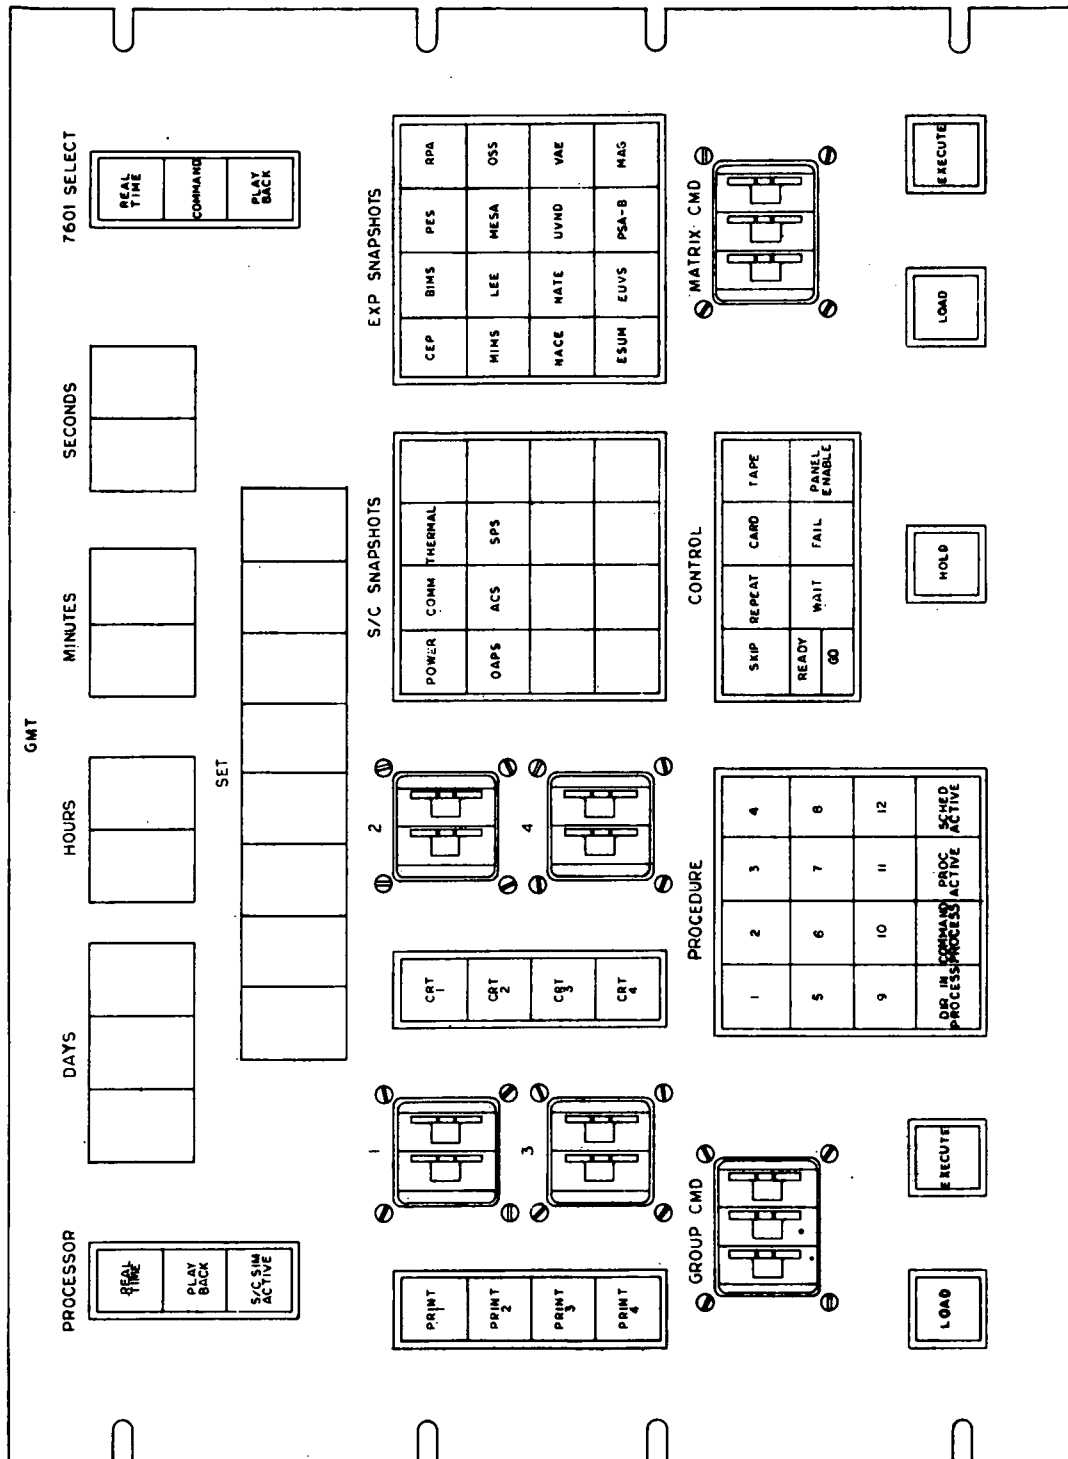 GMT
PROCESSOR
DAYS
HOURS
MINUTES
SECONDS
7601 SELECT
REAL
TIME
PLAY
BACK
S/C SIM
ACTIVE
REAL
TIME
COMMAND
PLAY
BACK
SET
PRINT
1
PRINT
2
PRINT
3
PRINT
4
1
3
CRT
1
CRT
2
CRT
3
CRT
4
2
4
S/C SNAPSHOTS
POWER COMM THERMAL
OAPS ACS SPS
EXP SNAPSHOTS
CEP BIMS PES RPA
MIMS LEE MESA OSS
NACE NATE UVNO VAE
ESUM EUVS PSA-B MAG
GROUP CMD
PROCEDURE
1 2 3 4
5 6 7 8
9 10 11 12
DIR IN COMMAND PROC SCHED
PROCESS PROCESS ACTIVE ACTIVE
CONTROL
SKIP REPEAT CARD TAPE
READY
GO
WAIT FAIL
PANEL
ENABLE
MATRIX CMD
LOAD
EXECUTE
HOLD
LOAD
EXECUTE